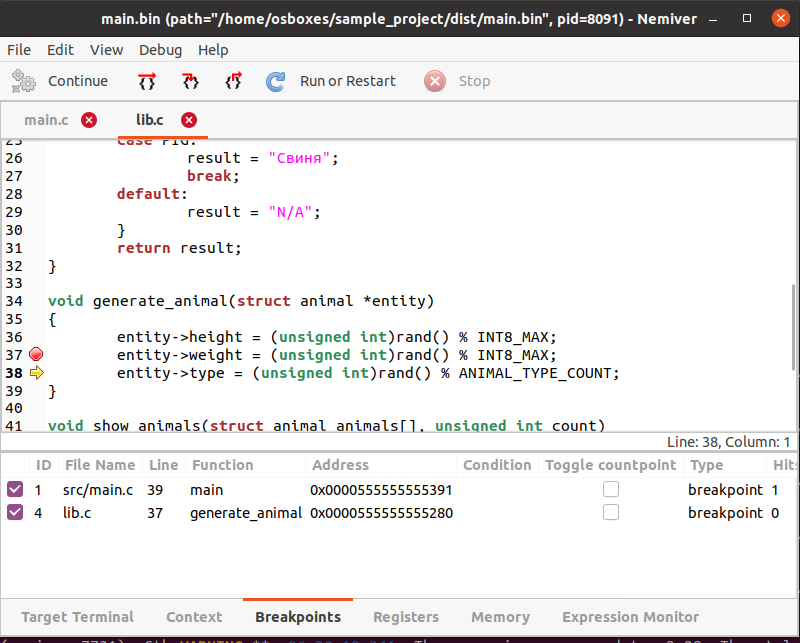 main.bin (path="/home/osboxes/sample_project/dist/main.bin", pid=8091) - Nemiver
File Edit View Debug Help
Continue Run or Restart Stop
main.c lib.c
25 case PIG:
26 result = "Свиня";
27 break;
28 default:
29 result = "N/A";
30 }
31 return result;
32 }
33
34 void generate_animal(struct animal *entity)
35 {
36 entity->height = (unsigned int)rand() % INT8_MAX;
37 entity->weight = (unsigned int)rand() % INT8_MAX;
38 entity->type = (unsigned int)rand() % ANIMAL_TYPE_COUNT;
39 }
40
41 void show_animals(struct animal animals[], unsigned int count)
Line: 38, Column: 1
ID File Name Line Function Address Condition Toggle countpoint Type Hits
1 src/main.c 39 main 0x0000555555555391 breakpoint 1
4 lib.c 37 generate_animal 0x0000555555555280 breakpoint 0
Target Terminal Context Breakpoints Registers Memory Expression Monitor